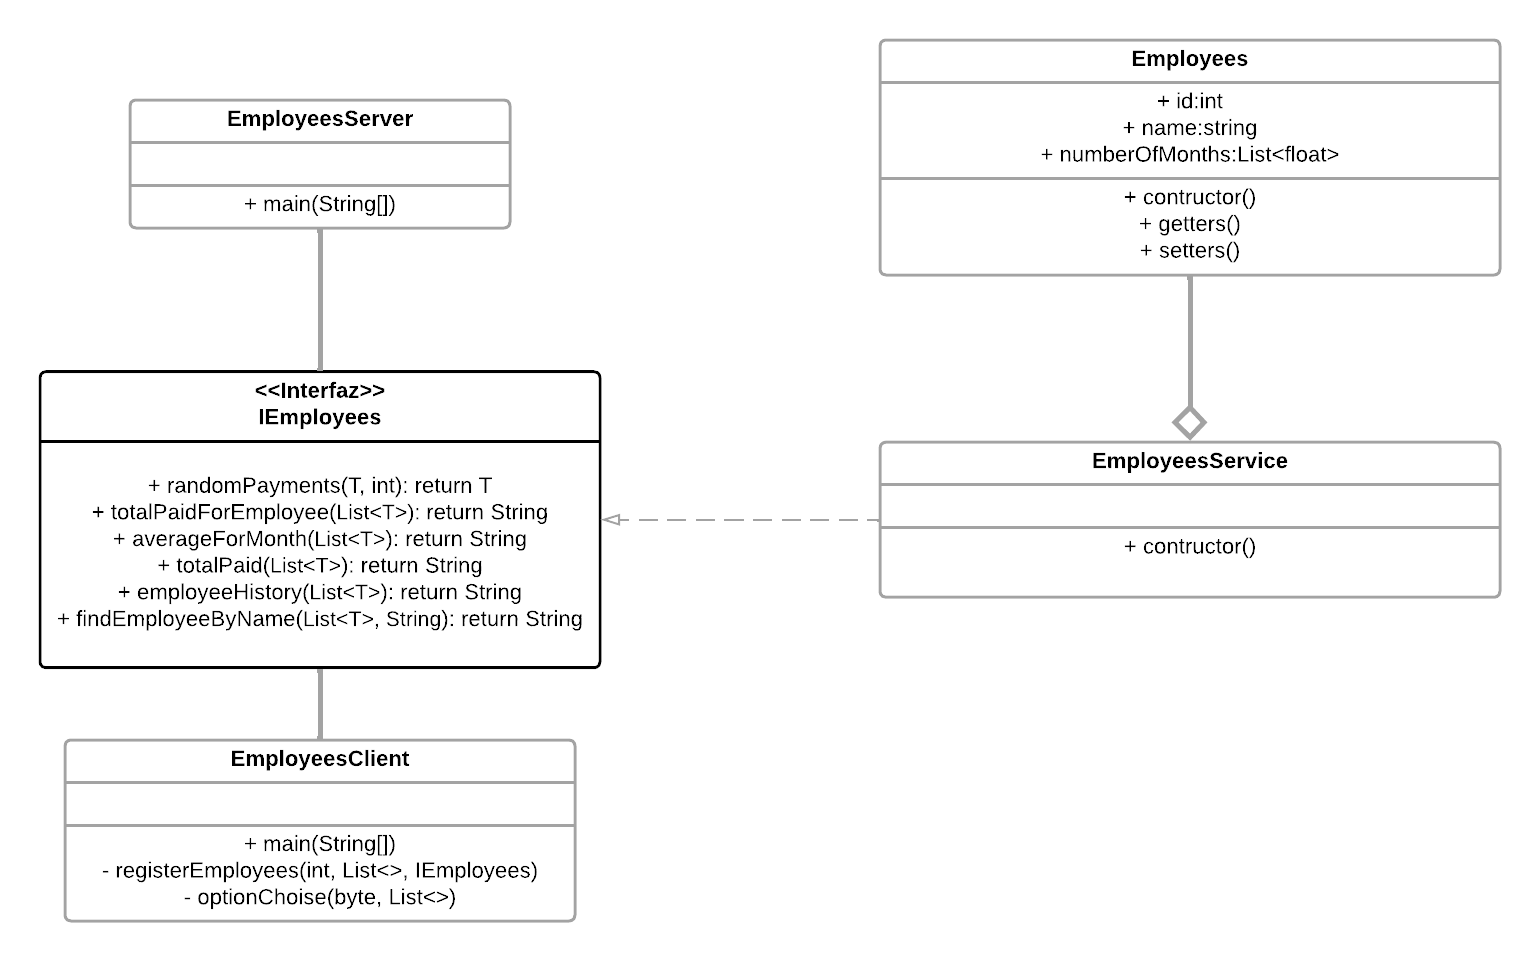 EmployeesServer
+ main(String[])
<<Interfaz>>
IEmployees
+ randomPayments(T, int): return T
+ totalPaidForEmployee(List<T>): return String
+ averageForMonth(List<T>): return String
+ totalPaid(List<T>): return String
+ employeeHistory(List<T>): return String
+ findEmployeeByName(List<T>, String): return String
EmployeesClient
+ main(String[])
- registerEmployees(int, List<>, IEmployees)
- optionChoise(byte, List<>)
Employees
+ id:int
+ name:string
+ numberOfMonths:List<float>
+ contructor()
+ getters()
+ setters()
EmployeesService
+ contructor()